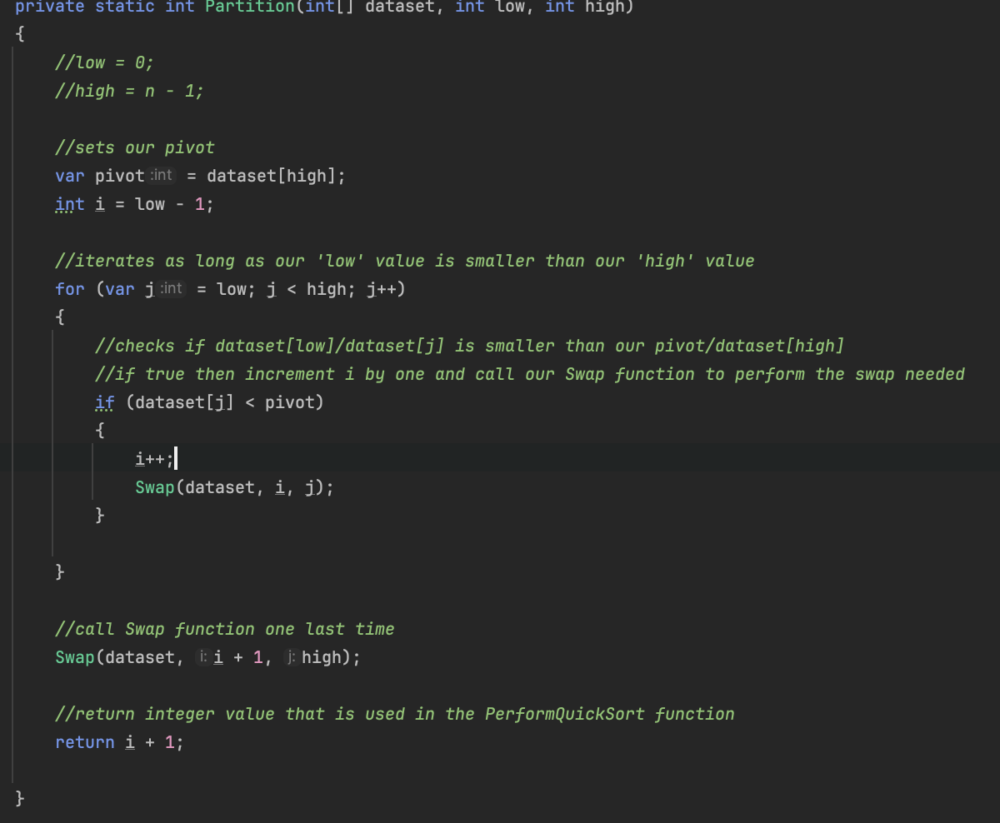 private static int Partition(int[] dataset, int low, int high)
{
//low = 0;
//high = n - 1;
//sets our pivot
var pivot :int = dataset[high];
int i = low - 1;
//iterates as long as our 'low' value is smaller than our 'high' value
for (var j :int = low; j < high; j++)
{
//checks if dataset[low]/dataset[j] is smaller than our pivot/dataset[high]
//if true then increment i by one and call our Swap function to perform the swap needed
if (dataset[j] < pivot)
{
i++;
Swap(dataset, i, j);
}
}
//call Swap function one last time
Swap(dataset, i: i + 1, j: high);
//return integer value that is used in the PerformQuickSort function
return i + 1;
}